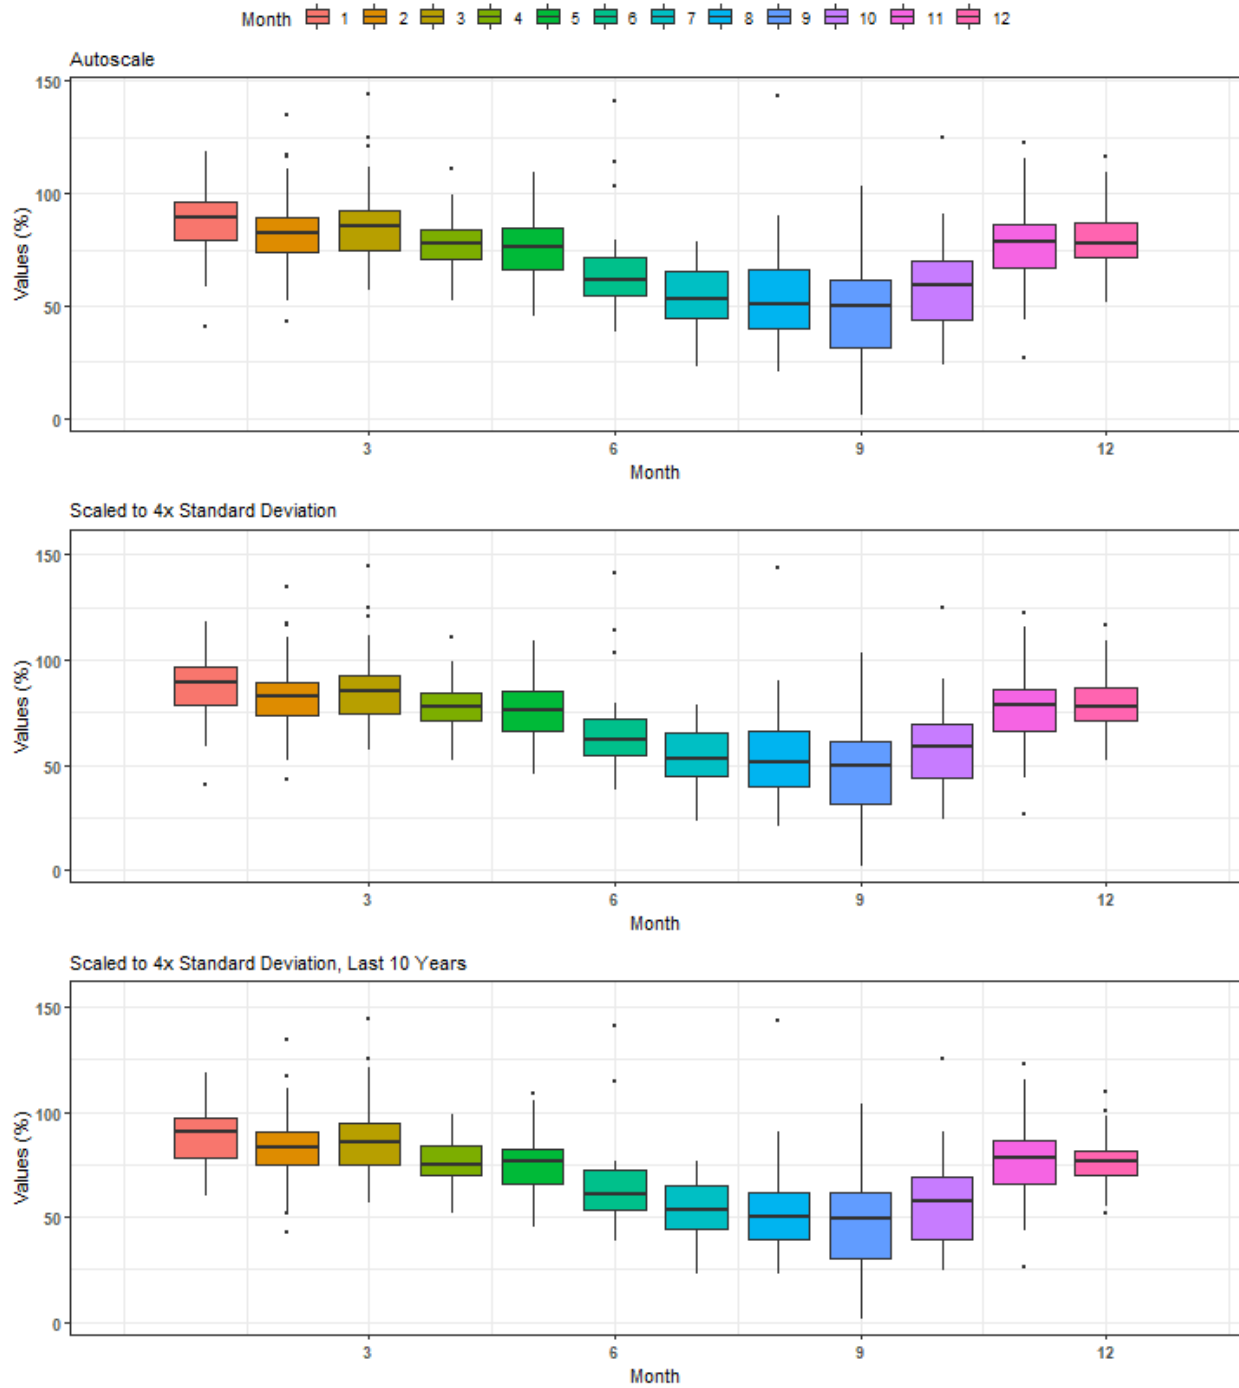 Month 1 2 3 4 5 6 7 8 9 10 11 12
Autoscale
Values (%)
150
100
50
0
3 6 9 12
Month
Scaled to 4x Standard Deviation
Values (%)
150
100
50
0
3 6 9 12
Month
Scaled to 4x Standard Deviation, Last 10 Years
Values (%)
150
100
50
0
3 6 9 12
Month